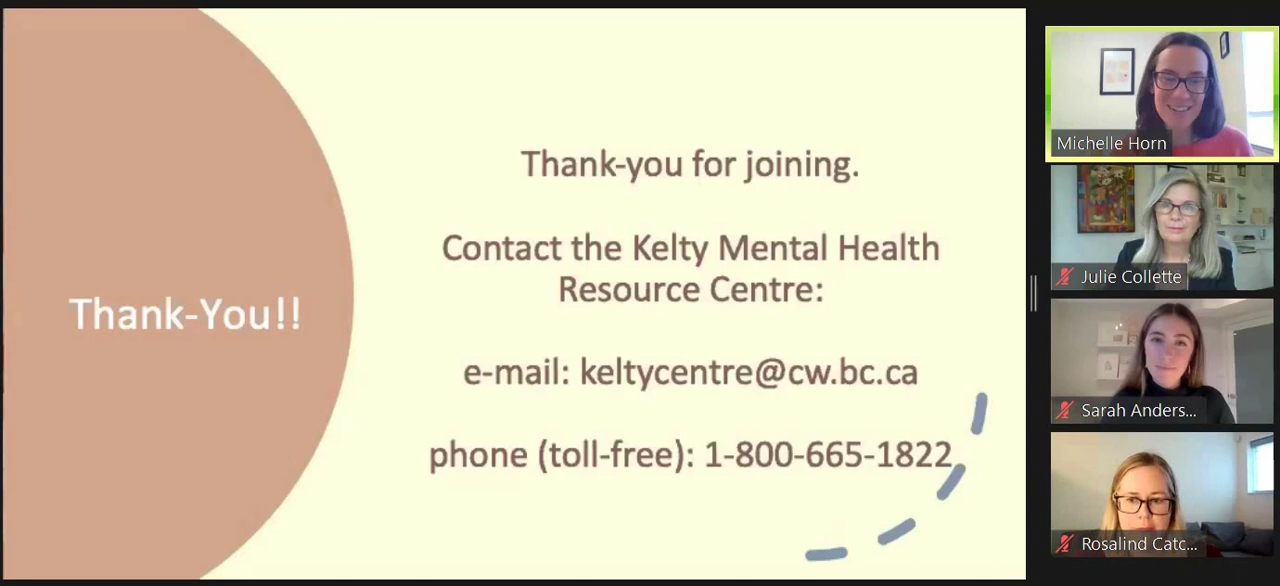 Thank-You!!
Thank-you for joining.
Contact the Kelty Mental Health
Resource Centre:
e-mail: keltycentre@cw.bc.ca
phone (toll-free): 1-800-665-1822
Michelle Horn
Julie Collette
Sarah Anders...
Rosalind Catc...